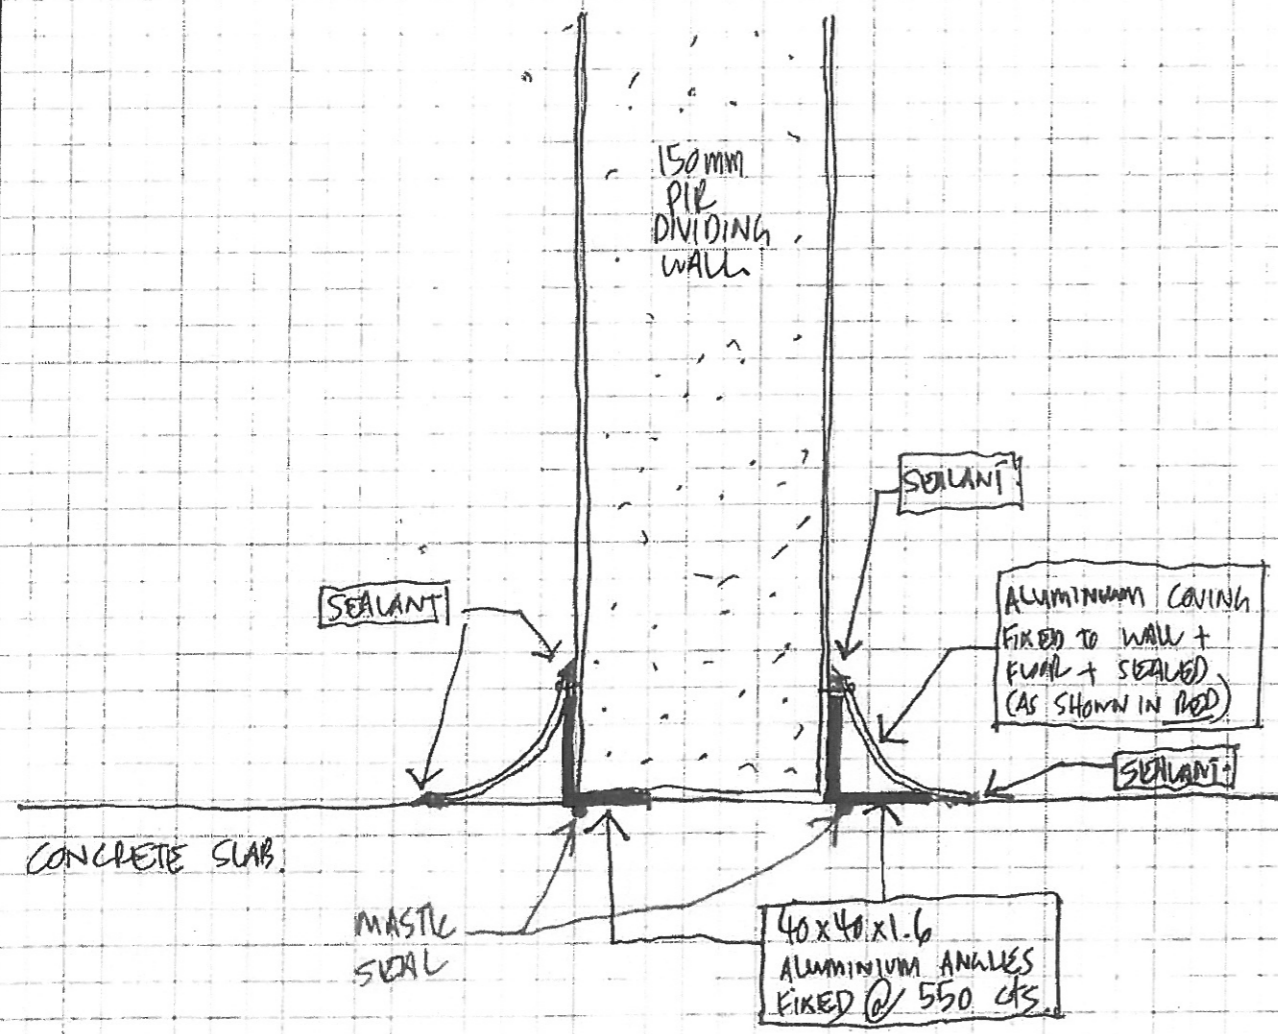 150mm
PIR
DIVIDING
WALL
SEALANT
SEALANT
ALUMINIUM COVING
FIXED TO WALL +
FLOOR + SEALED
(AS SHOWN IN RED)
SEALANT
CONCRETE SLAB.
MASTIC
SEAL
40x40x1.6
ALUMINIUM ANGLES
FIXED @ 550 cts.